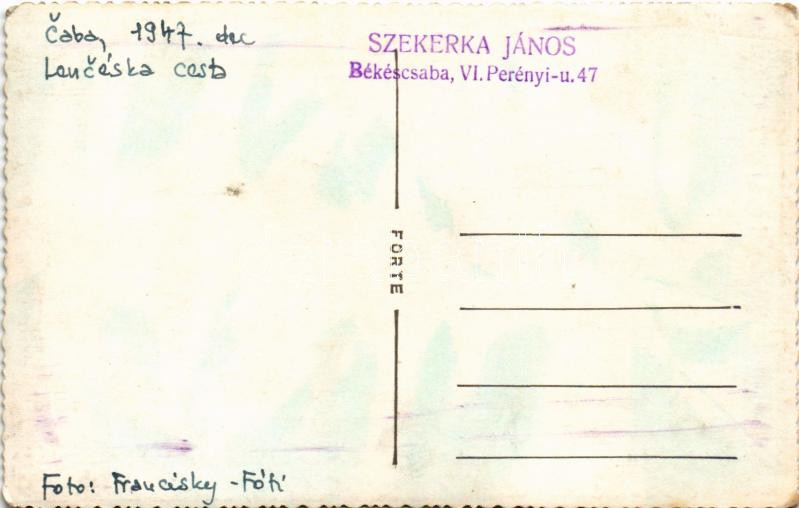 Čaba, 1947. dec
Lenčéska cesta
SZEKERKA JÁNOS
Békéscsaba, VI. Perényi-u. 47
FORTE
Foto: Francisky - Fóti